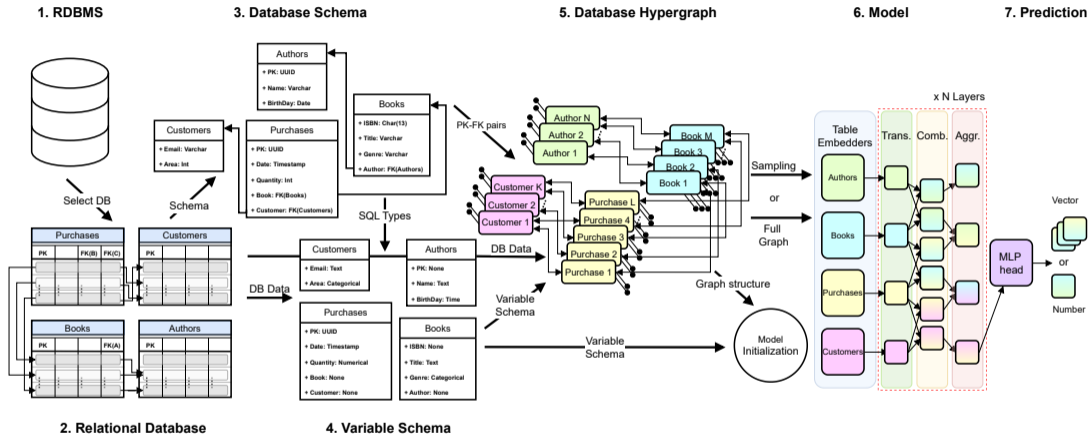 1. RDBMS
3. Database Schema
5. Database Hypergraph
6. Model
7. Prediction
Select DB
Schema
Authors
+ PK: UUID
+ Name: Varchar
+ BirthDay: Date
Customers
+ Email: Varchar
+ Area: Int
Purchases
+ PK: UUID
+ Date: Timestamp
+ Quantity: Int
+ Book: FK(Books)
+ Customer: FK(Customers)
Books
+ ISBN: Char(13)
+ Title: Varchar
+ Genre: Varchar
+ Author: FK(Authors)
PK-FK pairs
SQL Types
Purchases
PK
FK(B)
FK(C)
Customers
PK
Books
PK
FK(A)
Authors
PK
2. Relational Database
DB Data
DB Data
Customers
+ Email: Text
+ Area: Categorical
Authors
+ PK: None
+ Name: Text
+ BirthDay: Time
Purchases
+ PK: UUID
+ Date: Timestamp
+ Quantity: Numerical
+ Book: None
+ Customer: None
Books
+ ISBN: None
+ Title: Text
+ Genre: Categorical
+ Author: None
4. Variable Schema
Variable
Schema
Variable
Schema
Author N
Author 2
Author 1
Book M
Book 3
Book 2
Book 1
Customer K
Customer 2
Customer 1
Purchase L
Purchase 4
Purchase 3
Purchase 2
Purchase 1
Graph structure
Model
Initialization
Sampling
or
Full
Graph
x N Layers
Table
Embedders
Trans.
Comb.
Aggr.
Authors
Books
Purchases
Customers
MLP
head
Vector
or
Number